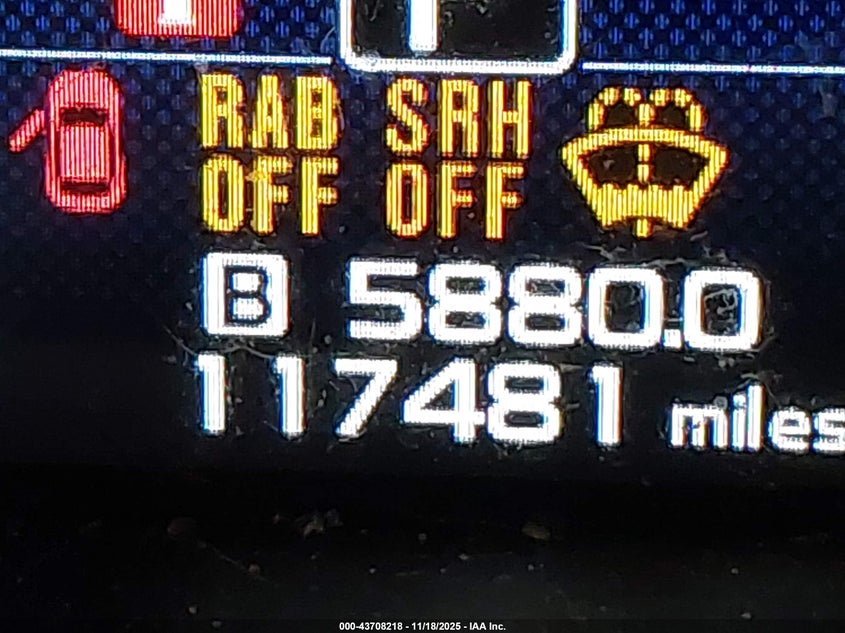 P
RAB SRH
OFF OFF
B 5880.0
117481 miles
000-43708218 - 11/18/2025 - IAA Inc.